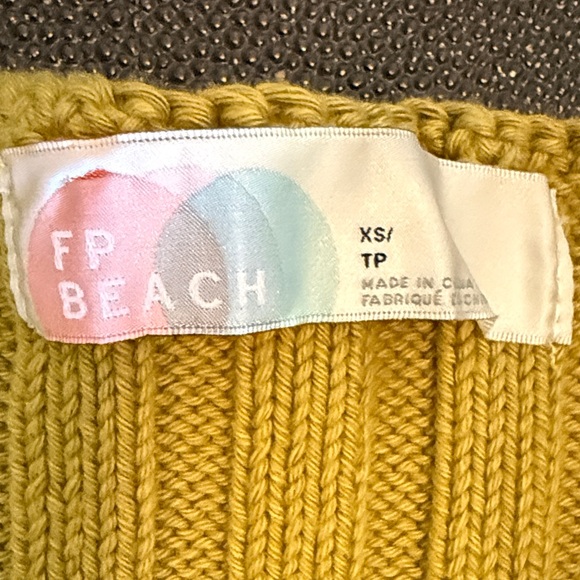 FP
BEACH
XS/
TP
MADE IN
FABRIQUÉ